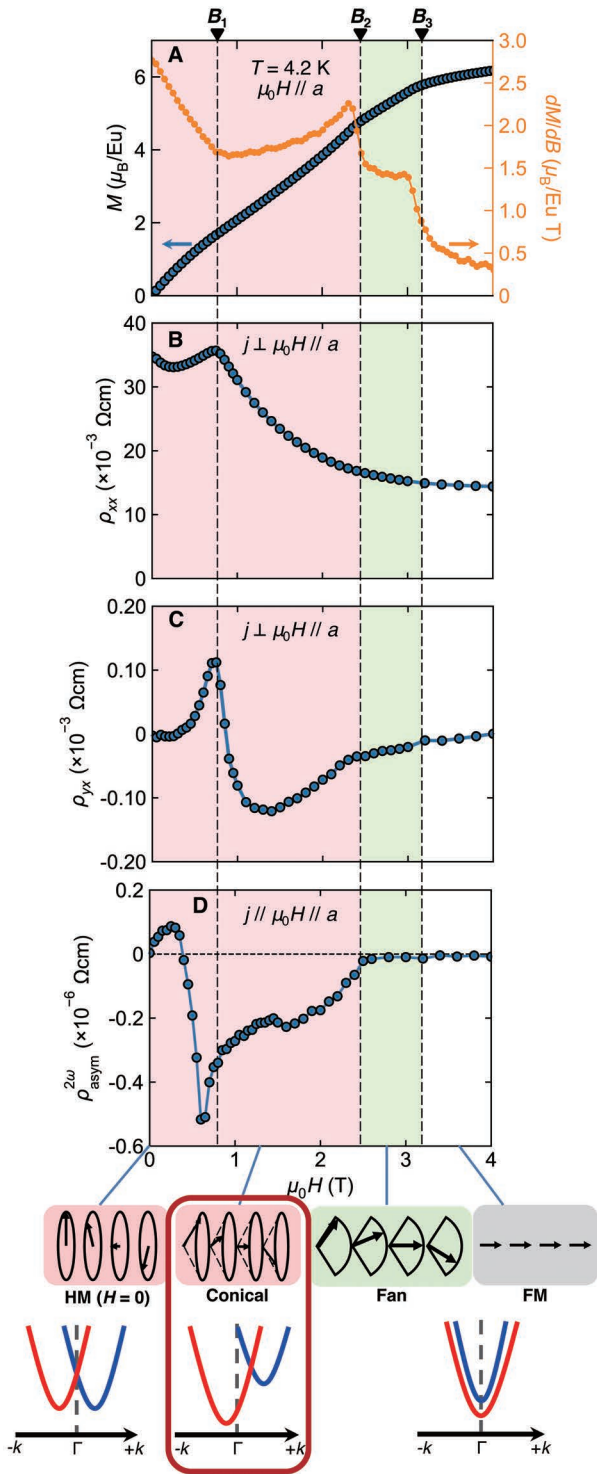 B1 B2 B3
A
T = 4.2 K
μ0H // a
M (μB/Eu)
6
4
2
0
dM/dB (μB/Eu T)
3.0
2.5
2.0
1.5
1.0
0.5
0
B
j ⊥ μ0H // a
ρxx (×10⁻³ Ωcm)
40
30
20
10
0
C
j ⊥ μ0H // a
ρyx (×10⁻³ Ωcm)
0.20
0.10
0
-0.10
-0.20
D
j // μ0H // a
ρ2ωasym (×10⁻⁶ Ωcm)
0.2
0
-0.2
-0.4
-0.6
0 1 2 3 4
μ0H (T)
HM (H = 0) Conical Fan FM
-k Γ +k -k Γ +k -k Γ +k